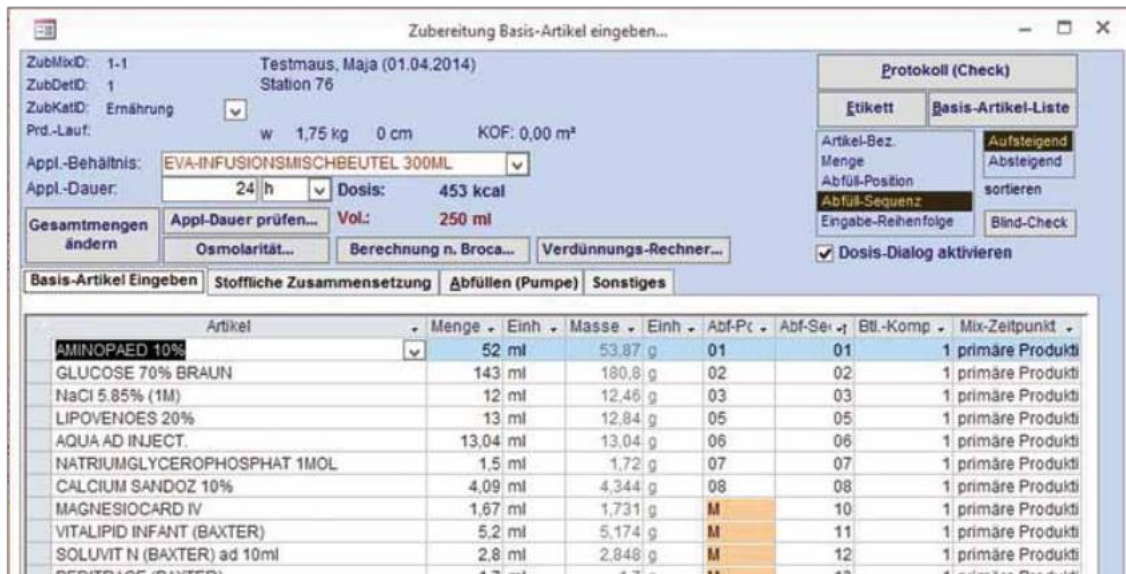 Zubereitung Basis-Artikel eingeben...
ZubMixID: 1-1 Testmaus, Maja (01.04.2014)
ZubDetID: 1 Station 76
ZubKatID: Ernährung
Prd.-Lauf: w 1,75 kg 0 cm KOF: 0,00 m²
Appl.-Behältnis: EVA-INFUSIONSMISCHBEUTEL 300ML
Appl.-Dauer: 24 h Dosis: 453 kcal
Gesamtmengen ändern
Appl-Dauer prüfen... Vol.: 250 ml
Osmolarität... Berechnung n. Broca... Verdünnungs-Rechner...
Protokoll (Check)
Etikett Basis-Artikel-Liste
Artikel-Bez.
Menge
Abfüll-Position
Abfüll-Sequenz
Eingabe-Reihenfolge
Aufsteigend
Absteigend
sortieren
Blind-Check
Dosis-Dialog aktivieren
Basis-Artikel Eingeben Stoffliche Zusammensetzung Abfüllen (Pumpe) Sonstiges
Artikel Menge Einh Masse Einh Abf-Pc Abf-Se Btl.-Komp Mix-Zeitpunkt
AMINOPAED 10% 52 ml 53,87 g 01 01 1 primäre Produkti
GLUCOSE 70% BRAUN 143 ml 180,8 g 02 02 1 primäre Produkti
NaCl 5.85% (1M) 12 ml 12,46 g 03 03 1 primäre Produkti
LIPOVENOES 20% 13 ml 12,84 g 05 05 1 primäre Produkti
AQUA AD INJECT. 13,04 ml 13,04 g 06 06 1 primäre Produkti
NATRIUMGLYCEROPHOSPHAT 1MOL 1,5 ml 1,72 g 07 07 1 primäre Produkti
CALCIUM SANDOZ 10% 4,09 ml 4,344 g 08 08 1 primäre Produkti
MAGNESIOCARD IV 1,67 ml 1,731 g M 10 1 primäre Produkti
VITALIPID INFANT (BAXTER) 5,2 ml 5,174 g M 11 1 primäre Produkti
SOLUVIT N (BAXTER) ad 10ml 2,8 ml 2,848 g M 12 1 primäre Produkti